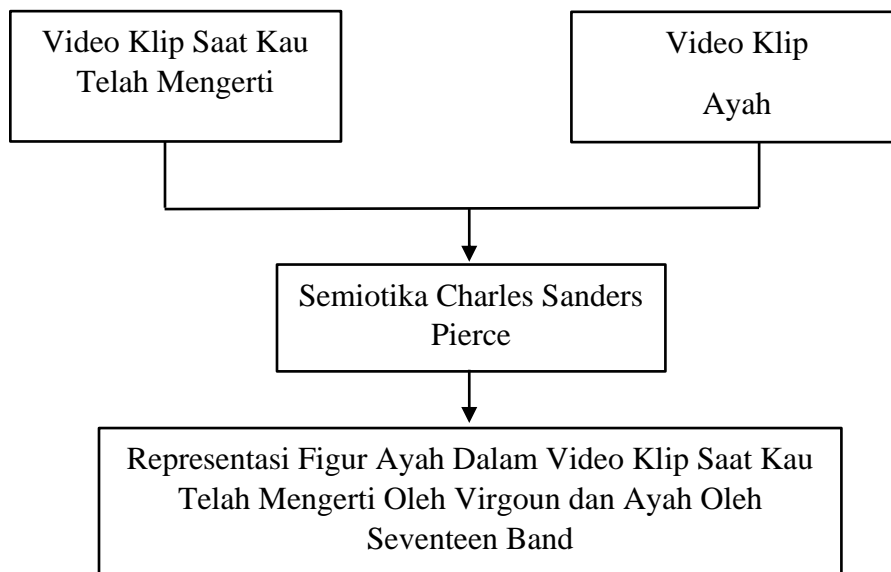 Video Klip Saat Kau
Telah Mengerti
Video Klip
Ayah
Semiotika Charles Sanders
Pierce
Representasi Figur Ayah Dalam Video Klip Saat Kau
Telah Mengerti Oleh Virgoun dan Ayah Oleh
Seventeen Band